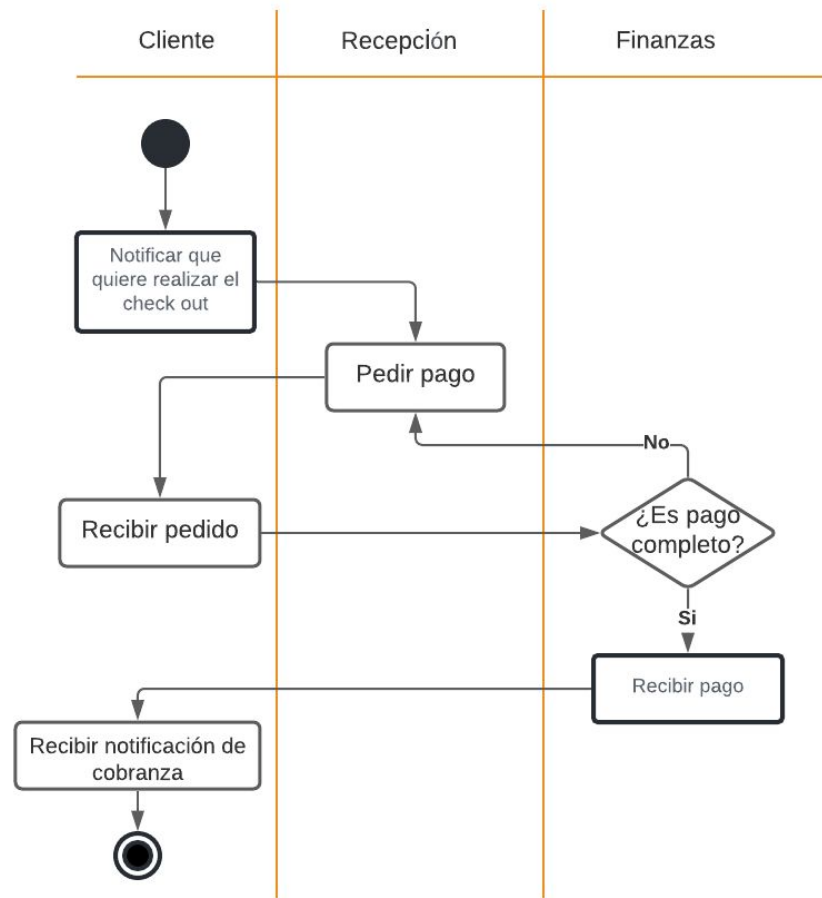 Cliente
Recepción
Finanzas
Notificar que
quiere realizar el
check out
Pedir pago
No
Recibir pedido
¿Es pago
completo?
Si
Recibir pago
Recibir notificación de
cobranza